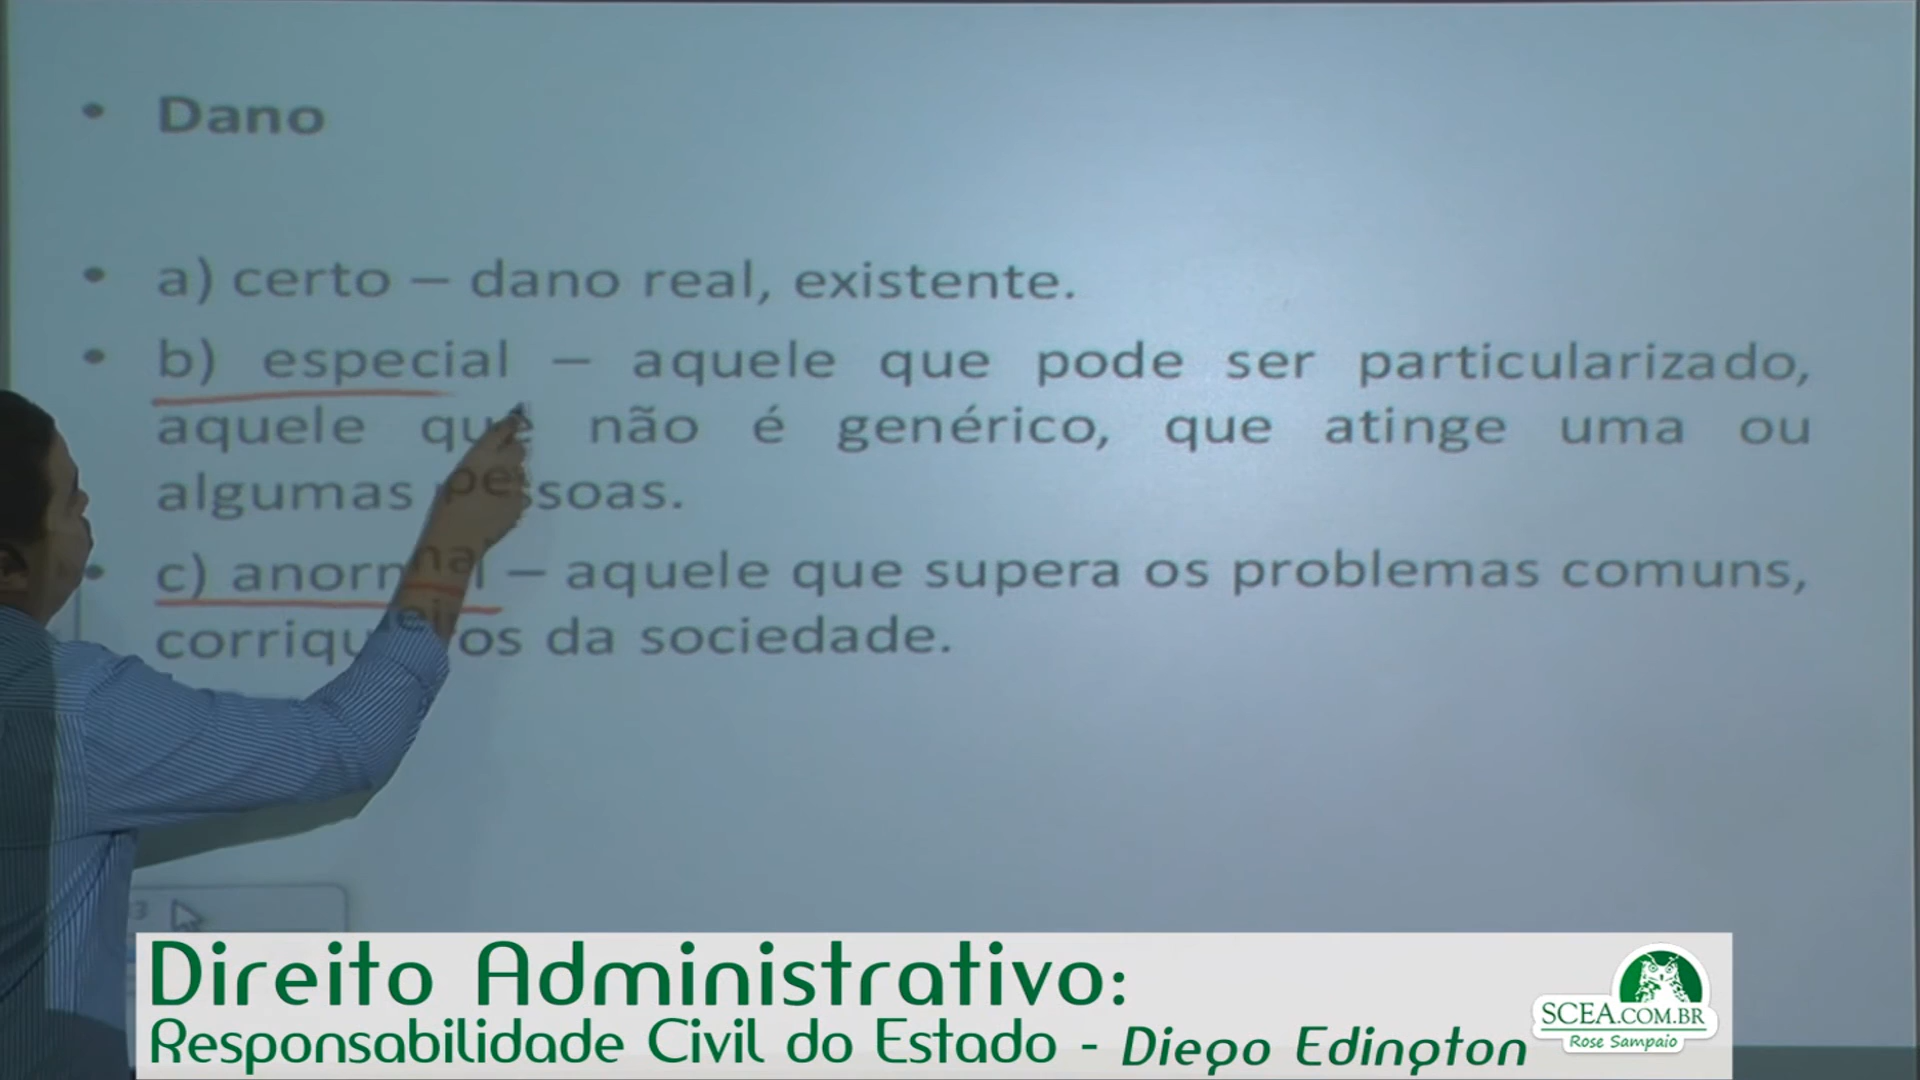 • Dano
• a) certo – dano real, existente.
• b) especial – aquele que pode ser particularizado,
aquele que não é genérico, que atinge uma ou
algumas pessoas.
• c) anormal – aquele que supera os problemas comuns,
corriqueiros da sociedade.
Direito Administrativo:
Responsabilidade Civil do Estado - Diego Edington
SCEA.COM.BR
Rose Sampaio